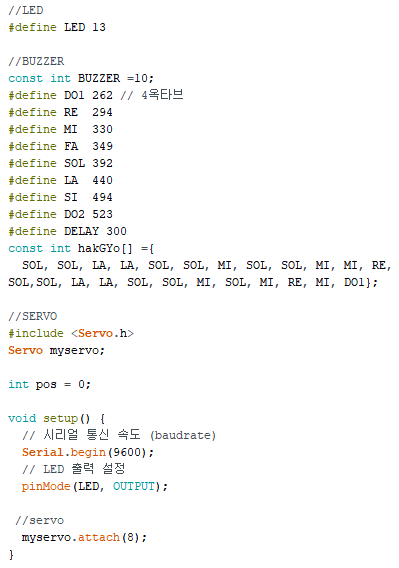 //LED
#define LED 13
//BUZZER
const int BUZZER =10;
#define DO1 262 // 4옥타브
#define RE  294
#define MI  330
#define FA  349
#define SOL 392
#define LA  440
#define SI  494
#define DO2 523
#define DELAY 300
const int hakGYo[] ={
  SOL, SOL, LA, LA, SOL, SOL, MI, SOL, SOL, MI, MI, RE,
SOL,SOL, LA, LA, SOL, SOL, MI, SOL, MI, RE, MI, DO1};
//SERVO
#include <Servo.h>
Servo myservo;
int pos = 0;
void setup() {
  // 시리얼 통신 속도 (baudrate)
  Serial.begin(9600);
  // LED 출력 설정
  pinMode(LED, OUTPUT);
 //servo
  myservo.attach(8);
}